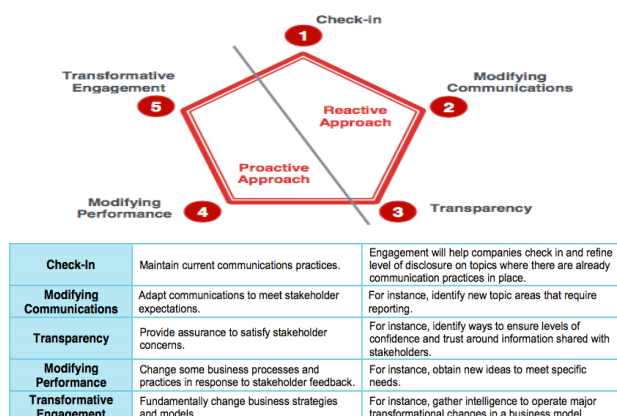 Check-in
1
Transformative
Engagement
Modifying
Communications
5
2
Reactive
Approach
Proactive
Approach
Modifying
Performance
4
3
Transparency
Check-In
Maintain current communications practices.
Engagement will help companies check in and refine
level of disclosure on topics where there are already
communication practices in place.
Modifying
Communications
Adapt communications to meet stakeholder
expectations.
For instance, identify new topic areas that require
reporting.
Transparency
Provide assurance to satisfy stakeholder
concerns.
For instance, identify ways to ensure levels of
confidence and trust around information shared with
stakeholders.
Modifying
Performance
Change some business processes and
practices in response to stakeholder feedback.
For instance, obtain new ideas to meet specific
needs.
Transformative
Engagement
Fundamentally change business strategies
and models.
For instance, gather intelligence to operate major
transformational changes in a business model.